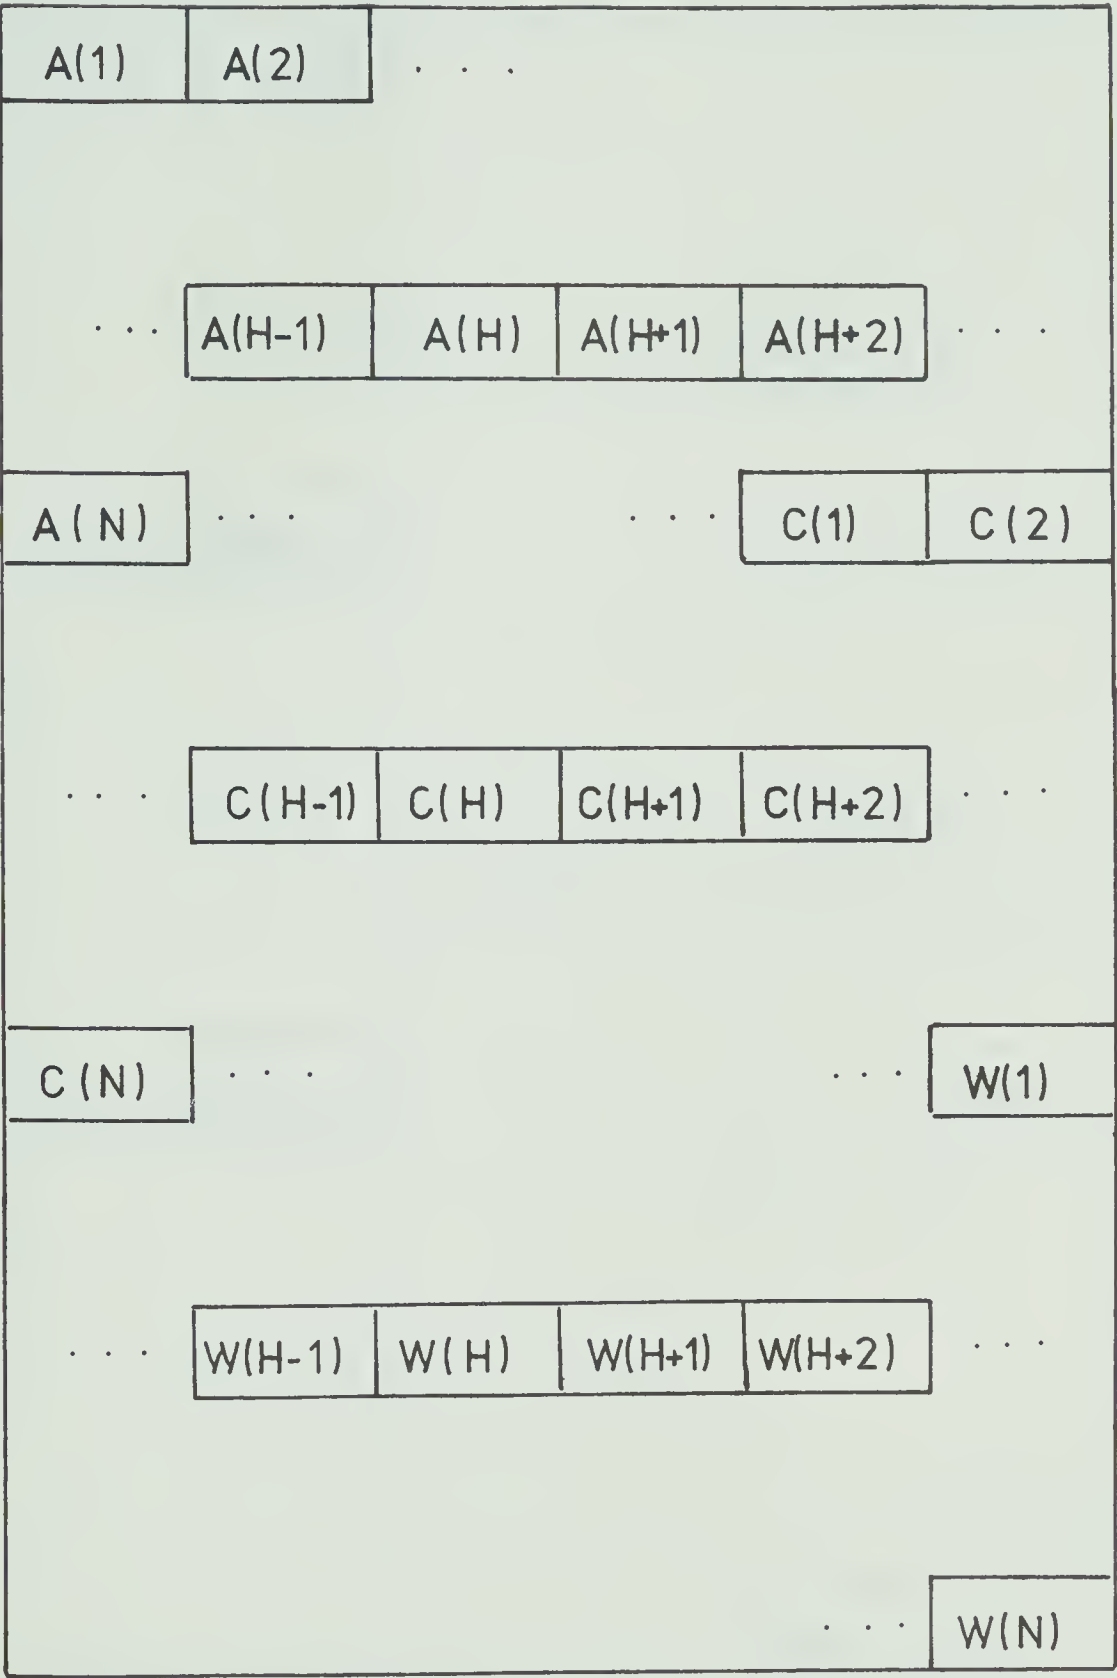 A(1) A(2) . . .
. . . A(H-1) A(H) A(H+1) A(H+2) . . .
A(N) . . . . . . C(1) C(2)
. . . C(H-1) C(H) C(H+1) C(H+2) . . .
C(N) . . . . . . W(1)
. . . W(H-1) W(H) W(H+1) W(H+2) . . .
. . . W(N)